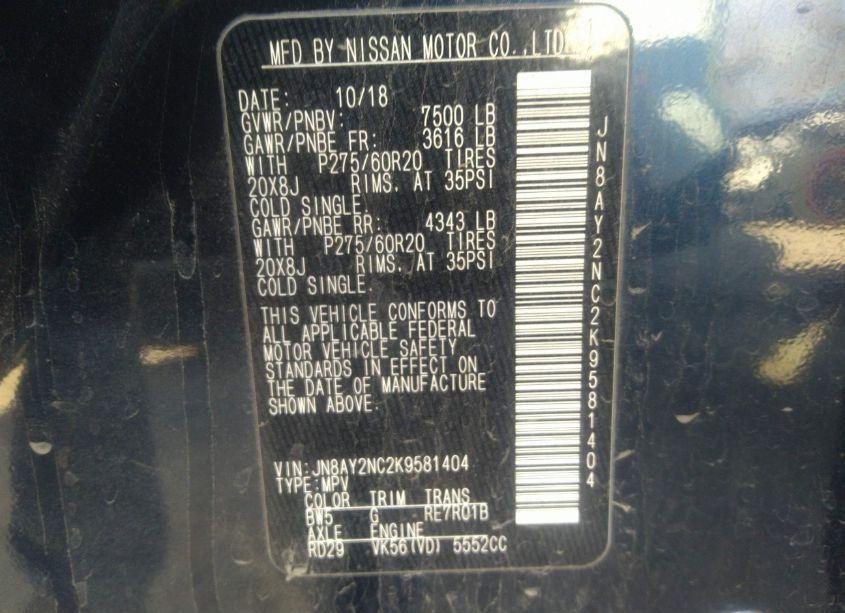 MFD BY NISSAN MOTOR CO.,LTD
DATE: 10/18
GVWR/PNBV: 7500 LB
GAWR/PNBE FR: 3616 LB
WITH P275/60R20 TIRES
20X8J RIMS. AT 35PSI
COLD SINGLE.
GAWR/PNBE RR: 4343 LB
WITH P275/60R20 TIRES
20X8J RIMS. AT 35PSI
COLD SINGLE.
THIS VEHICLE CONFORMS TO
ALL APPLICABLE FEDERAL
MOTOR VEHICLE SAFETY
STANDARDS IN EFFECT ON
THE DATE OF MANUFACTURE
SHOWN ABOVE.
VIN:JN8AY2NC2K9581404
TYPE:MPV
COLOR TRIM TRANS
BW5 G RE7R01B
AXLE ENGINE
RD29 VK56(VD) 5552CC
JN8AY2NC2K9581404